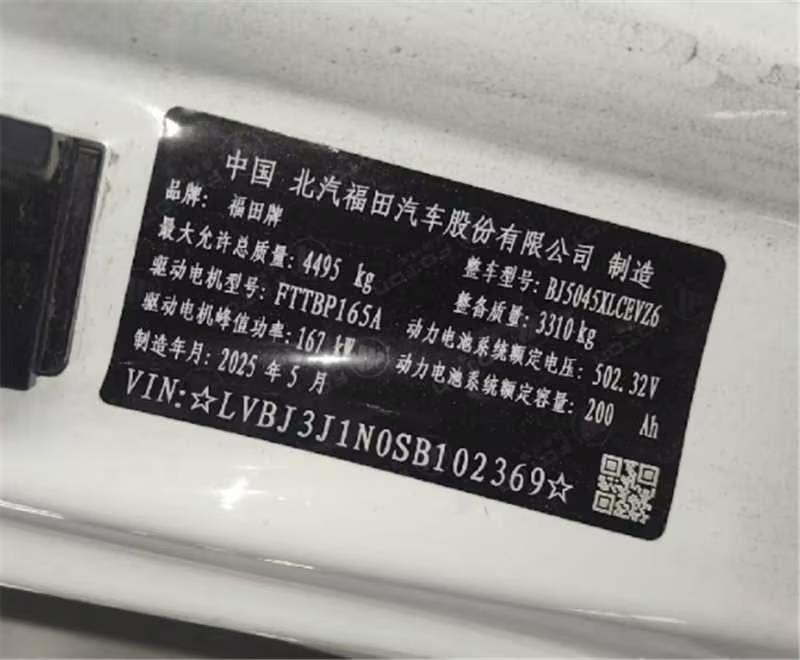 中国 北汽福田汽车股份有限公司 制造
品牌: 福田牌 整车型号: BJ5045XLCEVZ6
最大允许总质量: 4495 kg 整备质量: 3310 kg
驱动电机型号: FTTBP165A 动力电池系统额定电压: 502.32V
驱动电机峰值功率: 167 kW 动力电池系统额定容量: 200 Ah
制造年月: 2025 年 5 月
VIN: ☆LVBJ3J1N0SB102369☆